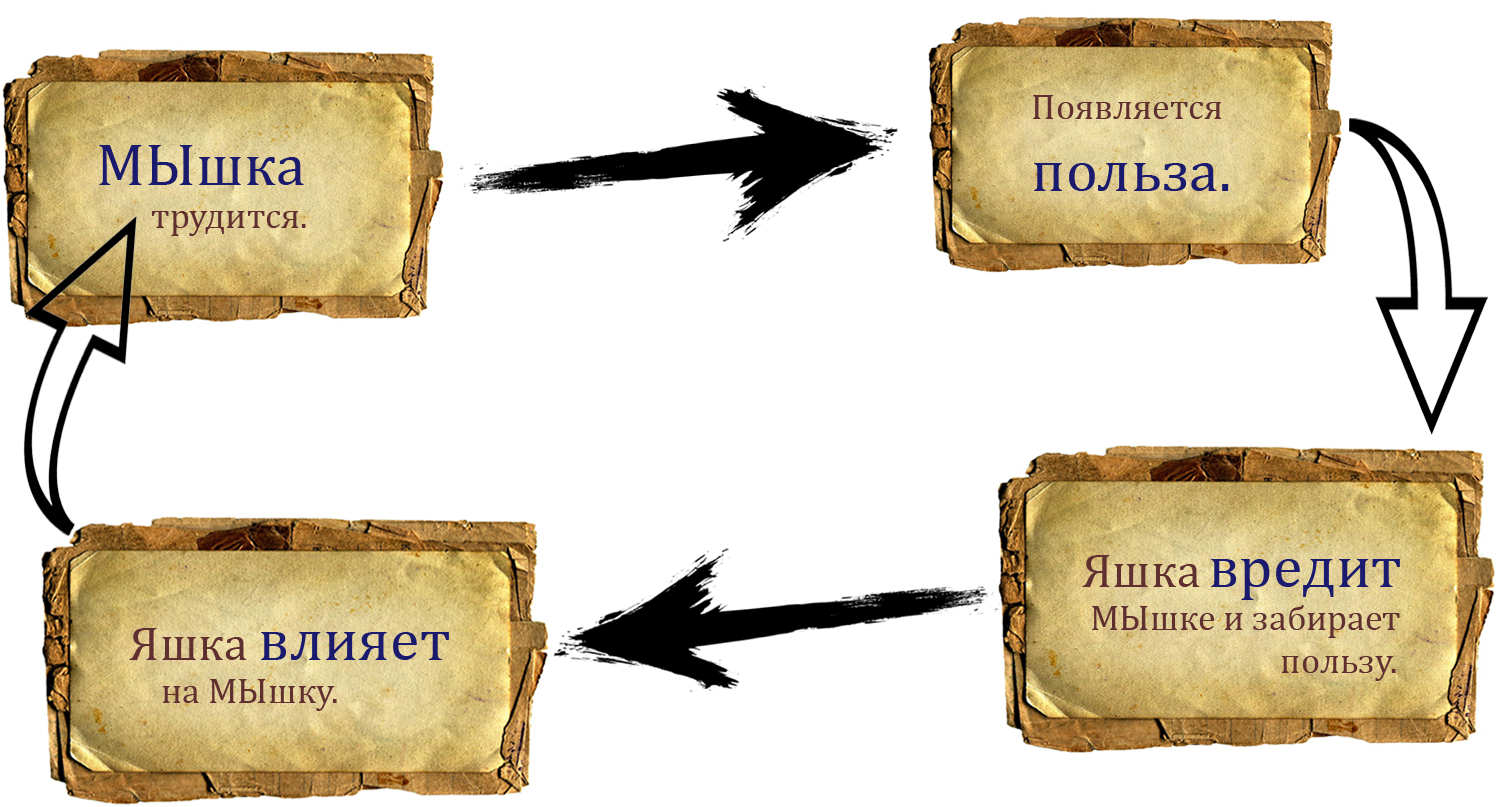 МЫшка
трудится.
Появляется
польза.
Яшка вредит
МЫшке и забирает
пользу.
Яшка влияет
на МЫшку.